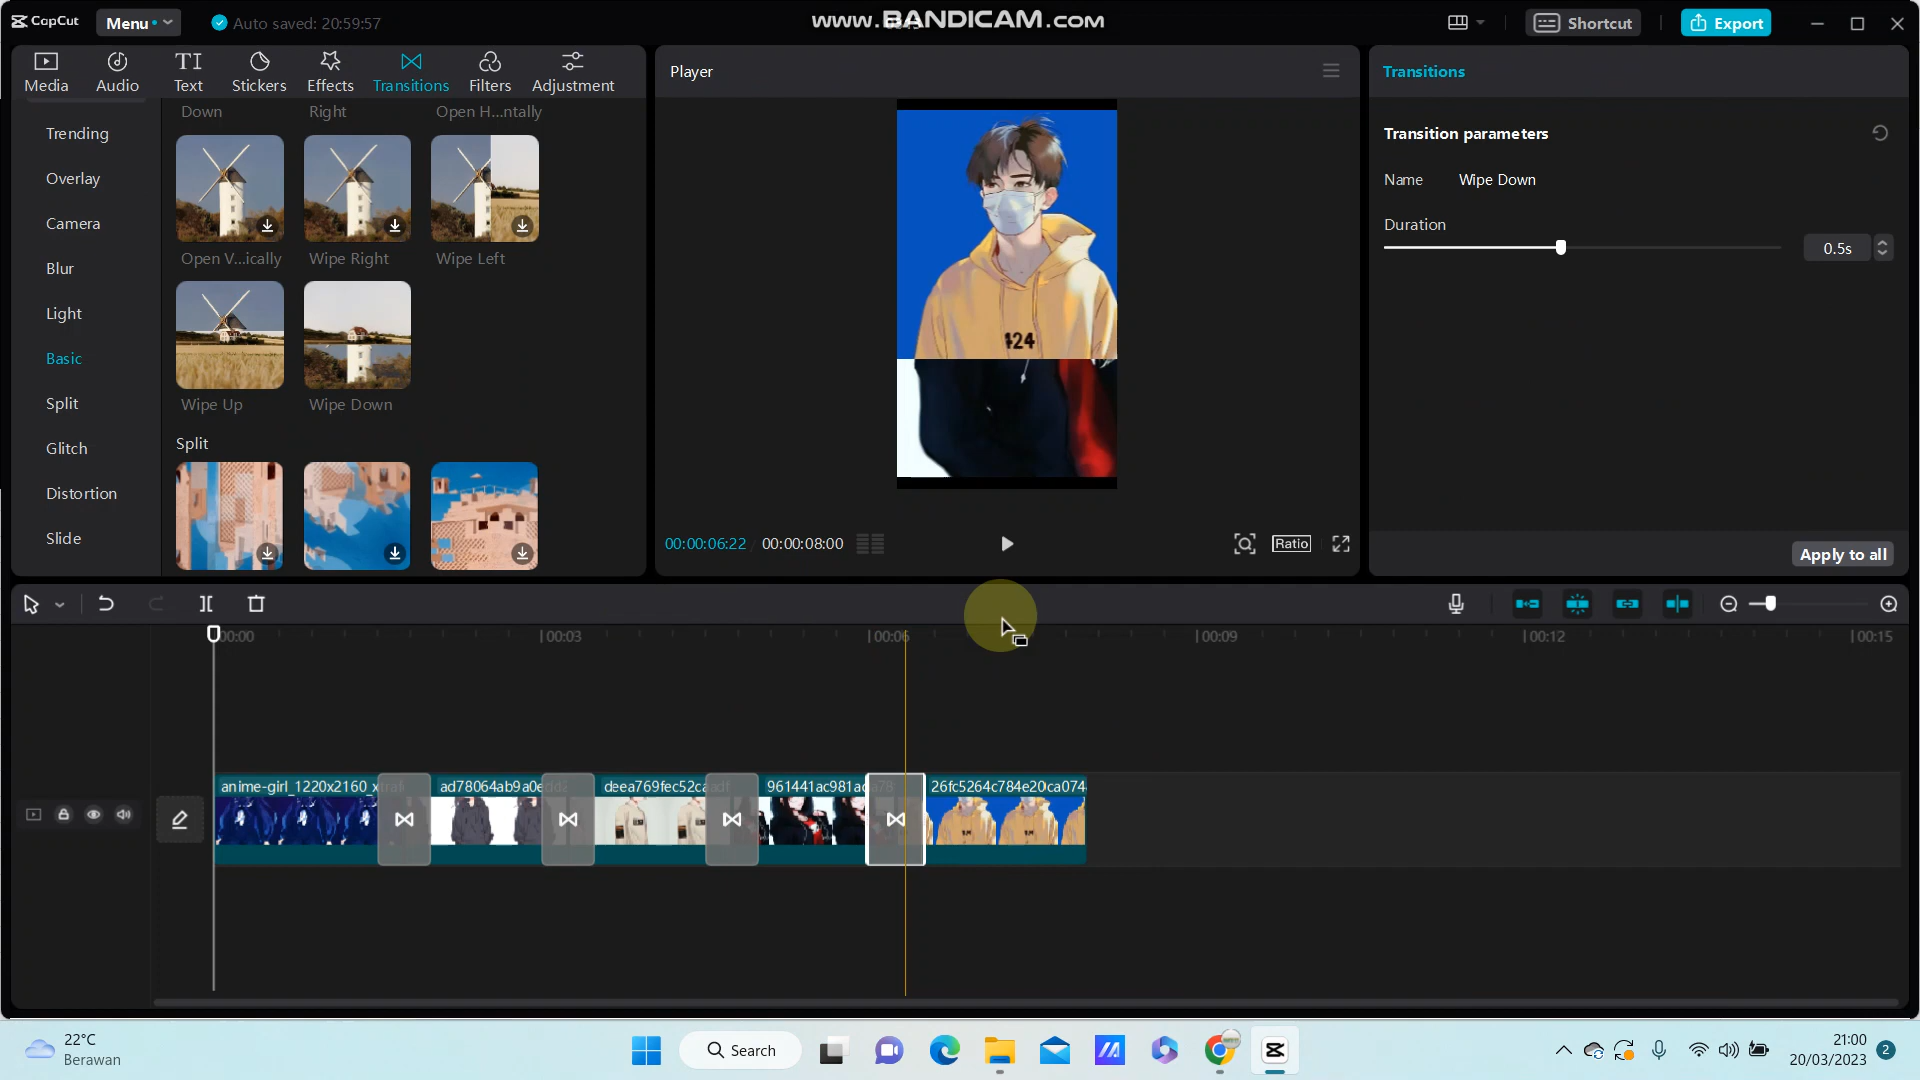 CapCut
Menu
Auto saved: 20:59:57
www.BANDICAM.com
Shortcut
Export
Media
Audio
Text
Stickers
Effects
Transitions
Filters
Adjustment
Player
Transitions
Trending
Overlay
Camera
Blur
Light
Basic
Split
Glitch
Distortion
Slide
Down
Right
Open H...ntally
Open V...ically
Wipe Right
Wipe Left
Wipe Up
Wipe Down
Split
424
Transition parameters
Name
Wipe Down
Duration
0.5s
00:00:06:22
00:00:08:00
Ratio
Apply to all
00:00
00:03
00:06
00:09
00:12
00:15
anime-girl_1220x2160_xtraf
ad78064ab9a0e
deea769fec52ca
961441ac981a
26fc5264c784e20ca074
22°C
Berawan
Search
21:00
20/03/2023
2